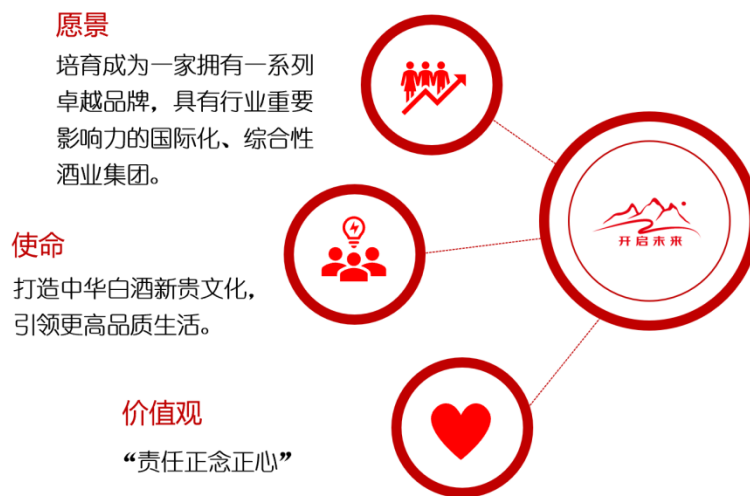 愿景
培育成为一家拥有一系列
卓越品牌，具有行业重要
影响力的国际化、综合性
酒业集团。
开启未来
使命
打造中华白酒新贵文化，
引领更高品质生活。
价值观
“责任正念正心”